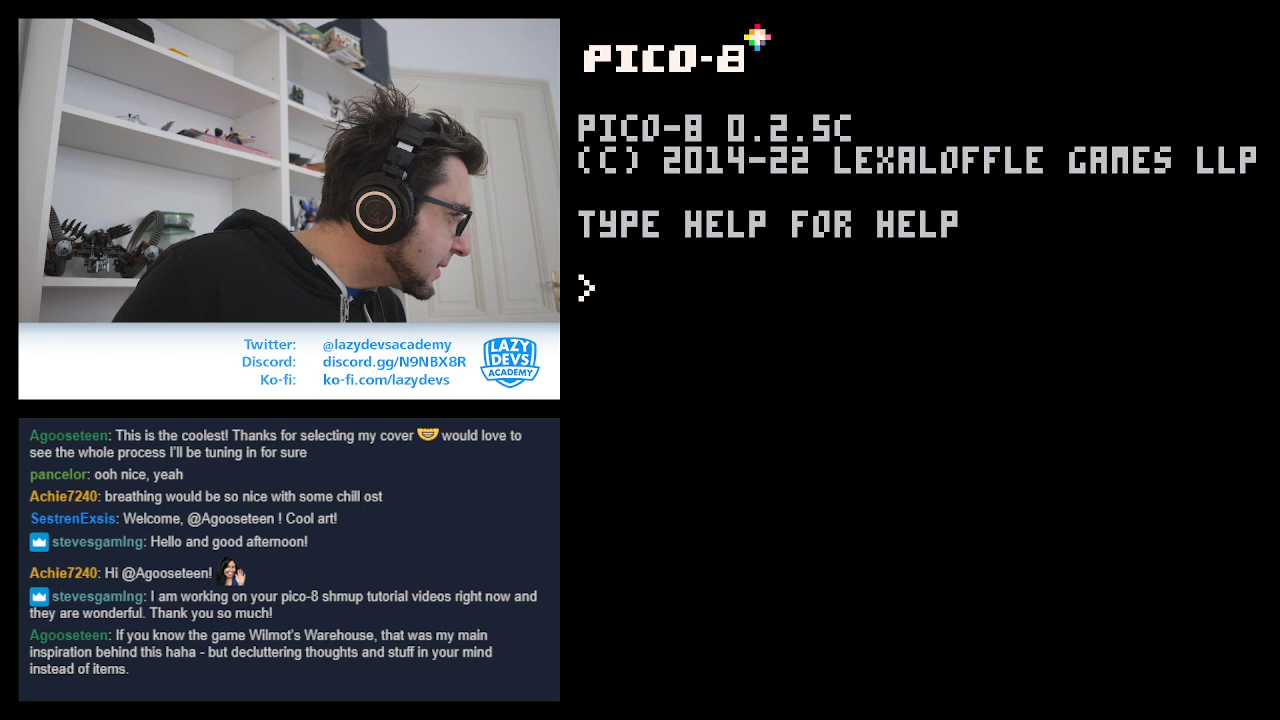 PICO-8
PICO-8 0.2.5C
(C) 2014-22 LEXALOFFLE GAMES LLP
TYPE HELP FOR HELP
>
Twitter: @lazydevsacademy
Discord: discord.gg/N9NBX8R
Ko-fi: ko-fi.com/lazydevs
LAZY
DEVS
ACADEMY
Agooseteen: This is the coolest! Thanks for selecting my cover would love to
see the whole process I'll be tuning in for sure
pancelor: ooh nice, yeah
Achie7240: breathing would be so nice with some chill ost
SestrenExsis: Welcome, @Agooseteen ! Cool art!
stevesgamIng: Hello and good afternoon!
Achie7240: Hi @Agooseteen!
stevesgamIng: I am working on your pico-8 shmup tutorial videos right now and
they are wonderful. Thank you so much!
Agooseteen: If you know the game Wilmot's Warehouse, that was my main
inspiration behind this haha - but decluttering thoughts and stuff in your mind
instead of items.